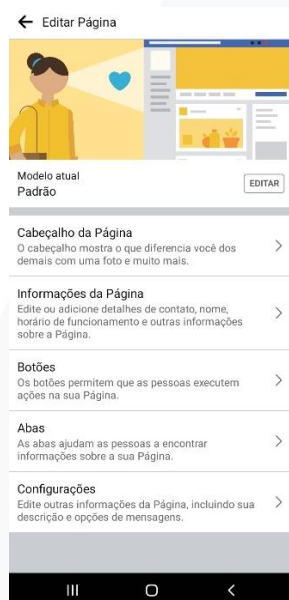 Editar Página
Modelo atual
Padrão
EDITAR
Cabeçalho da Página
O cabeçalho mostra o que diferencia você dos
demais com uma foto e muito mais.
Informações da Página
Edite ou adicione detalhes de contato, nome,
horário de funcionamento e outras informações
sobre a Página.
Botões
Os botões permitem que as pessoas executem
ações na sua Página.
Abas
As abas ajudam as pessoas a encontrar
informações sobre a sua Página.
Configurações
Edite outras informações da Página, incluindo sua
descrição e opções de mensagens.